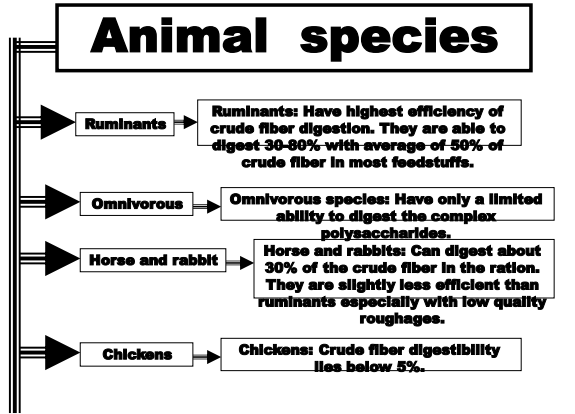 Animal species
Ruminants
Ruminants: Have highest efficiency of
crude fiber digestion. They are able to
digest 30-80% with average of 50% of
crude fiber in most feedstuffs.
Omnivorous
Omnivorous species: Have only a limited
ability to digest the complex
polysaccharides.
Horse and rabbit
Horse and rabbits: Can digest about
30% of the crude fiber in the ration.
They are slightly less efficient than
ruminants especially with low quality
roughages.
Chickens
Chickens: Crude fiber digestibility
lies below 5%.